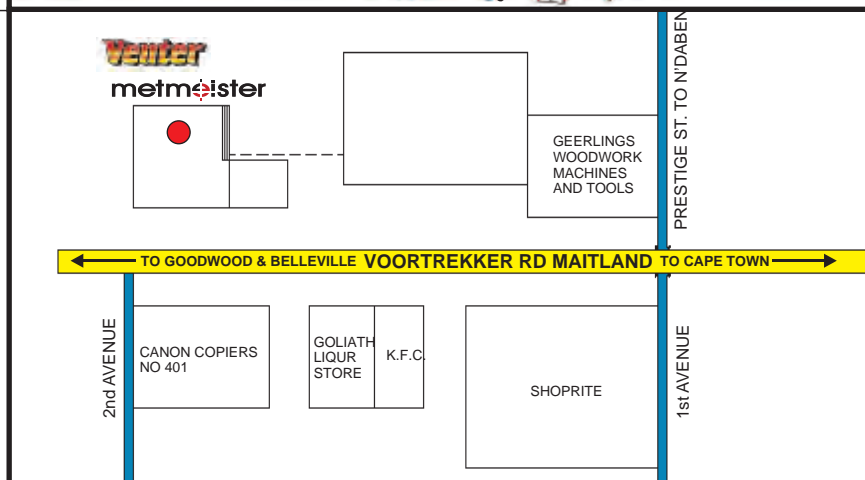 Venter
metmeister
GEERLINGS
WOODWORK
MACHINES
AND TOOLS
PRESTIGE ST. TO N'DABEN
TO GOODWOOD & BELLEVILLE VOORTREKKER RD MAITLAND TO CAPE TOWN
2nd AVENUE
CANON COPIERS
NO 401
GOLIATH
LIQUR
STORE
K.F.C.
SHOPRITE
1st AVENUE